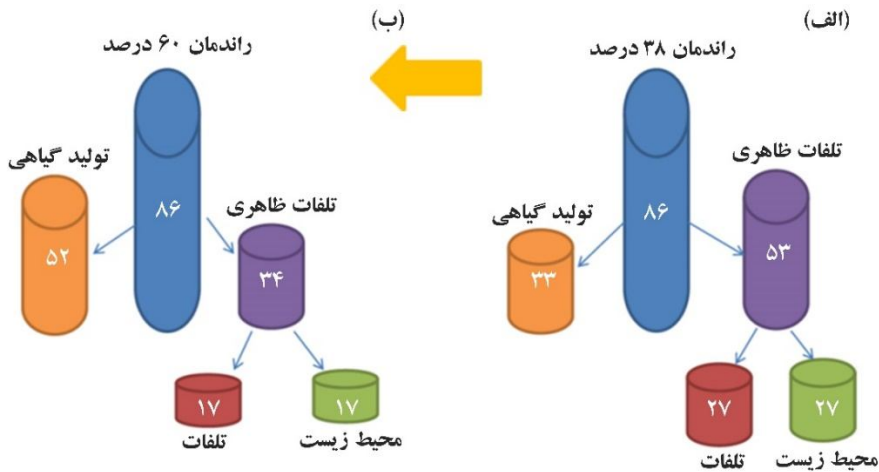 (الف)
راندمان ۳۸ درصد
تلفات ظاهری
تولید گیاهی
۸۶
۵۳
۳۳
۲۷
۲۷
محیط زیست
تلفات
(ب)
راندمان ۶۰ درصد
تولید گیاهی
تلفات ظاهری
۸۶
۵۲
۳۴
۱۷
۱۷
محیط زیست
تلفات